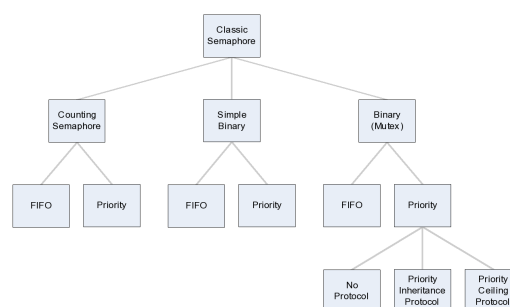 Classic
Semaphore
Counting
Semaphore
Simple
Binary
Binary
(Mutex)
FIFO
Priority
FIFO
Priority
FIFO
Priority
No
Protocol
Priority
Inheritance
Protocol
Priority
Ceiling
Protocol